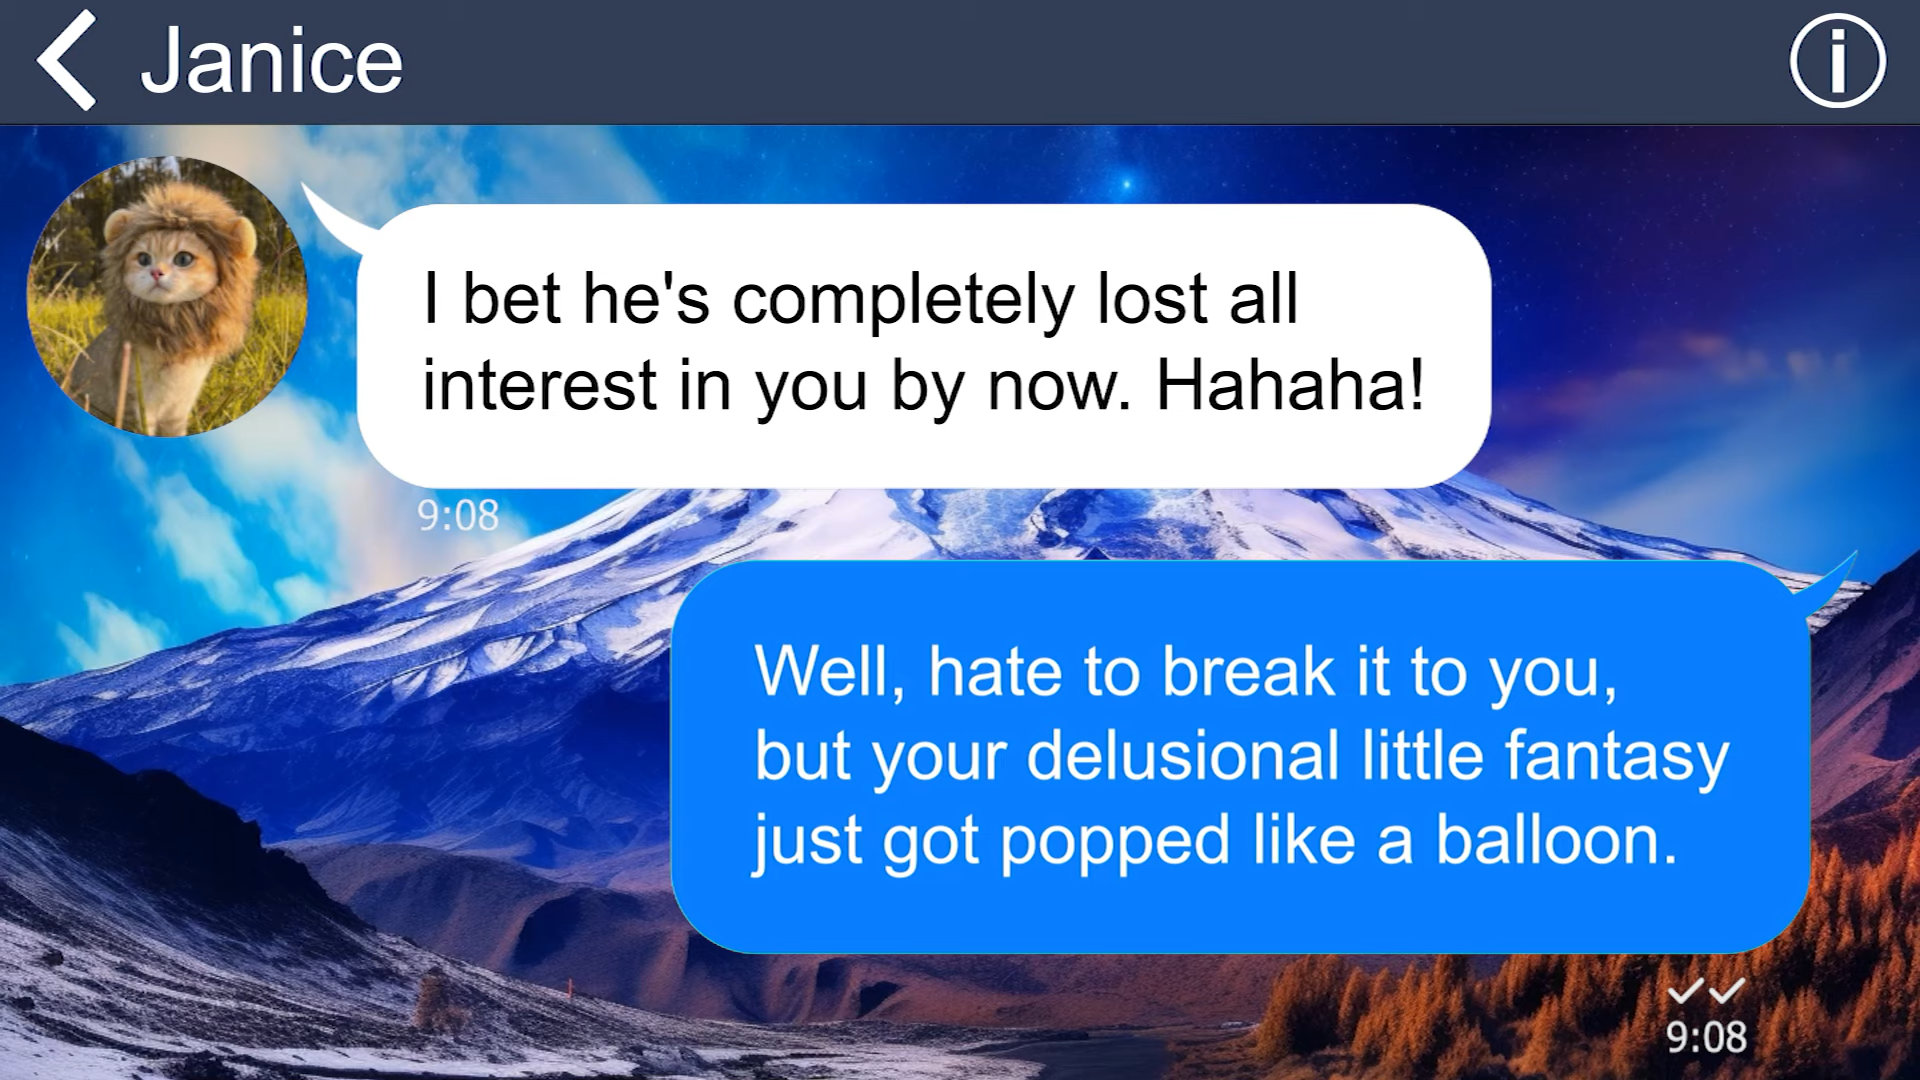 Janice
I bet he's completely lost all
interest in you by now. Hahaha!
9:08
Well, hate to break it to you,
but your delusional little fantasy
just got popped like a balloon.
9:08